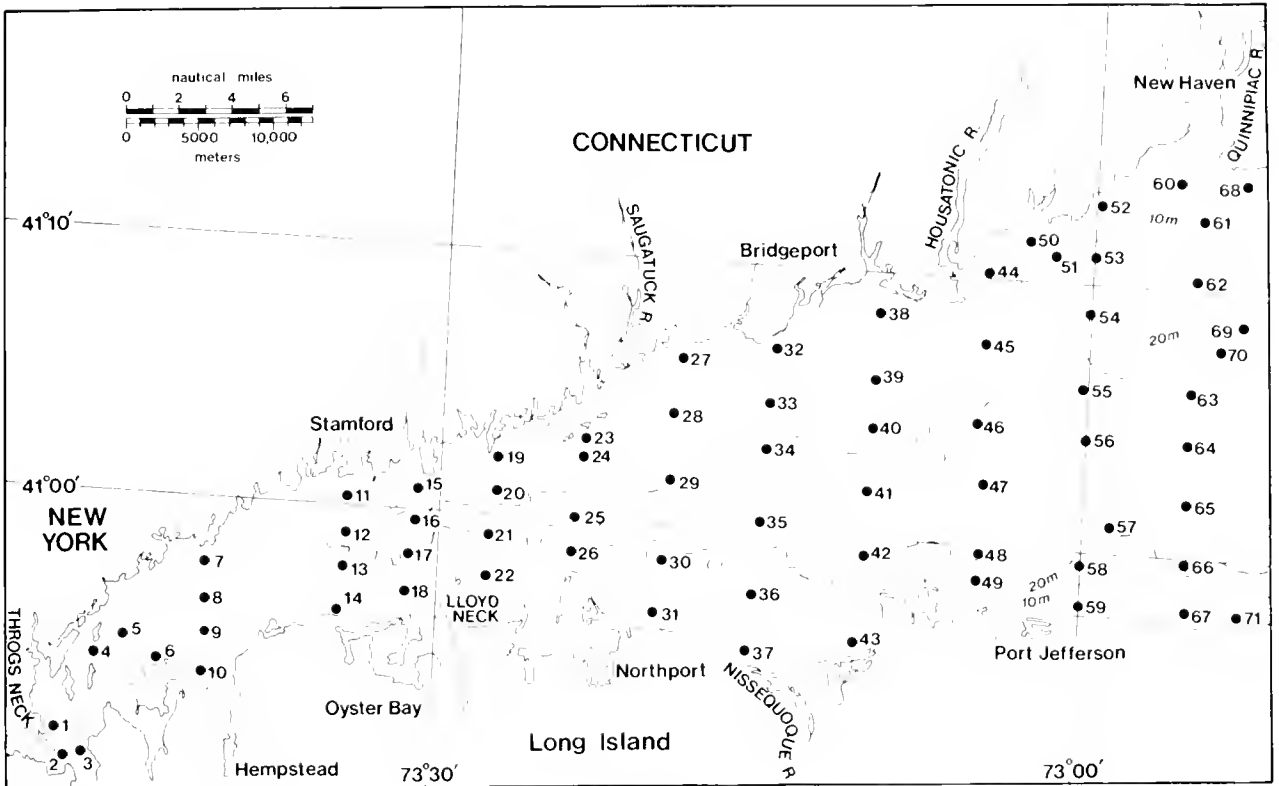 nautical miles
0 2 4 6
0 5000 10,000
meters
CONNECTICUT
New Haven
QUINNIPIAC R.
HOUSATONIC R.
SAUGATUCK R.
Bridgeport
41°10'
60
68
52
10m
61
50
51
53
44
62
38
54
69
20m
70
32
45
27
39
55
63
33
28
Stamford
40
46
56
23
34
64
19
24
41°00'
29
15
20
41
47
11
65
NEW
YORK
16
25
35
57
12
21
7
17
26
30
42
48
58
66
13
22
49
20m
8
18
36
10m
14
LLOYD
NECK
31
59
67
71
THROGS NECK
5
9
4
6
43
37
10
Northport
Port Jefferson
NISSEQUOQUE R.
Oyster Bay
1
Long Island
2
3
Hempstead
73°30'
73°00'